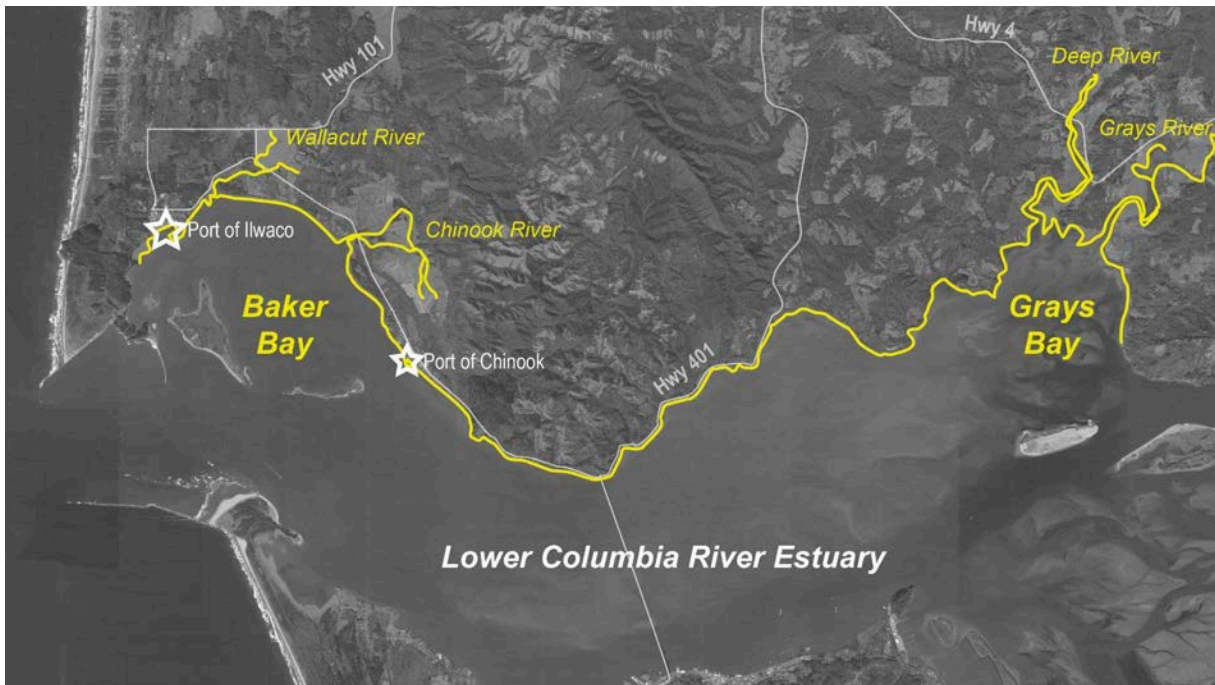 Hwy 101
Hwy 4
Deep River
Wallacut River
Grays River
Port of Ilwaco
Chinook River
Baker
Bay
Grays
Bay
Port of Chinook
Hwy 401
Lower Columbia River Estuary